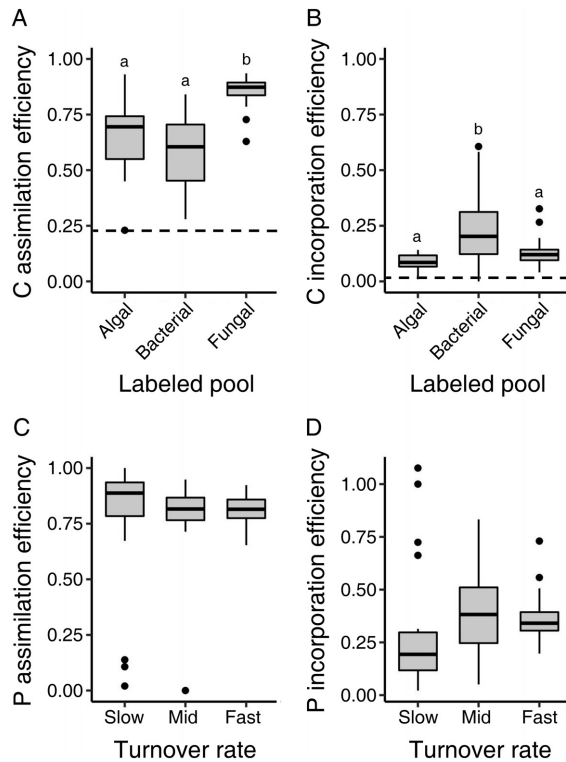 A
C assimilation efficiency
1.00
0.75
0.50
0.25
0.00
a
a
b
Algal
Bacterial
Fungal
Labeled pool
B
C incorporation efficiency
1.00
0.75
0.50
0.25
0.00
a
b
a
Algal
Bacterial
Fungal
Labeled pool
C
P assimilation efficiency
1.00
0.75
0.50
0.25
0.00
Slow Mid Fast
Turnover rate
D
P incorporation efficiency
1.00
0.75
0.50
0.25
0.00
Slow Mid Fast
Turnover rate